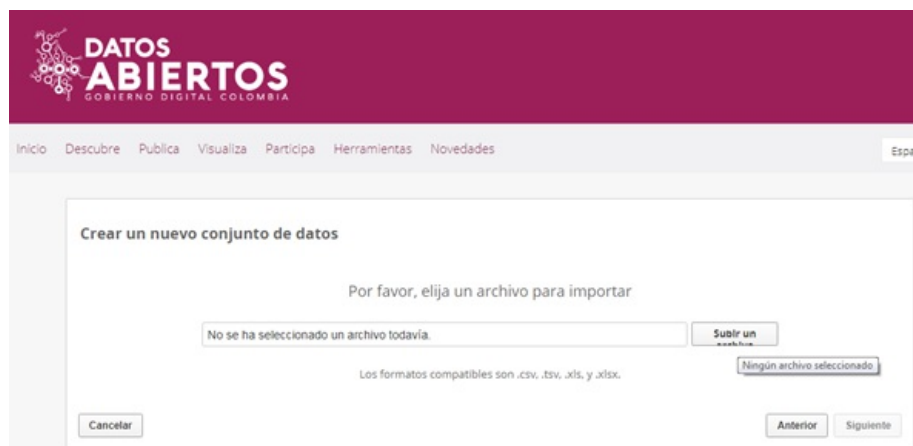 DATOS
ABIERTOS
GOBIERNO DIGITAL COLOMBIA
Inicio Descubre Publica Visualiza Participa Herramientas Novedades
Crear un nuevo conjunto de datos
Por favor, elija un archivo para importar
No se ha seleccionado un archivo todavía. Subir un archivo
Ningún archivo seleccionado
Los formatos compatibles son .csv, .tsv, .xls, y .xlsx.
Cancelar Anterior Siguiente